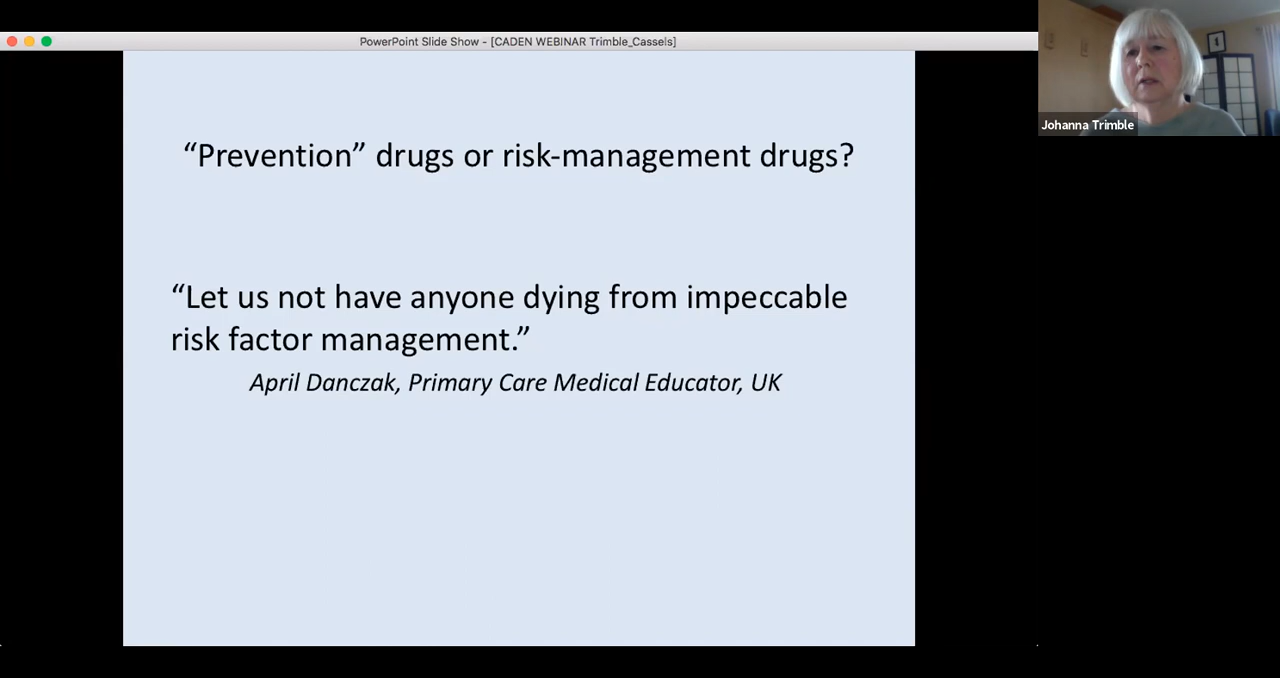 PowerPoint Slide Show - [CADEN WEBINAR Trimble_Cassels]
Johanna Trimble
“Prevention” drugs or risk-management drugs?
“Let us not have anyone dying from impeccable
risk factor management.”
April Danczak, Primary Care Medical Educator, UK